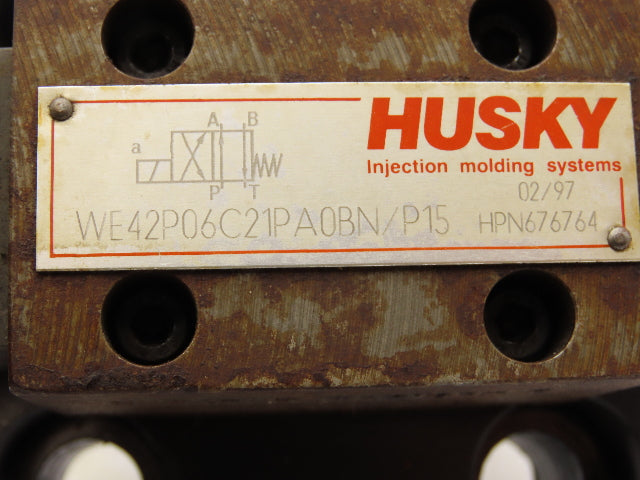 A B
a
P T
HUSKY
Injection molding systems
02/97
WE42P06C21PA0BN/P15 HPN676764